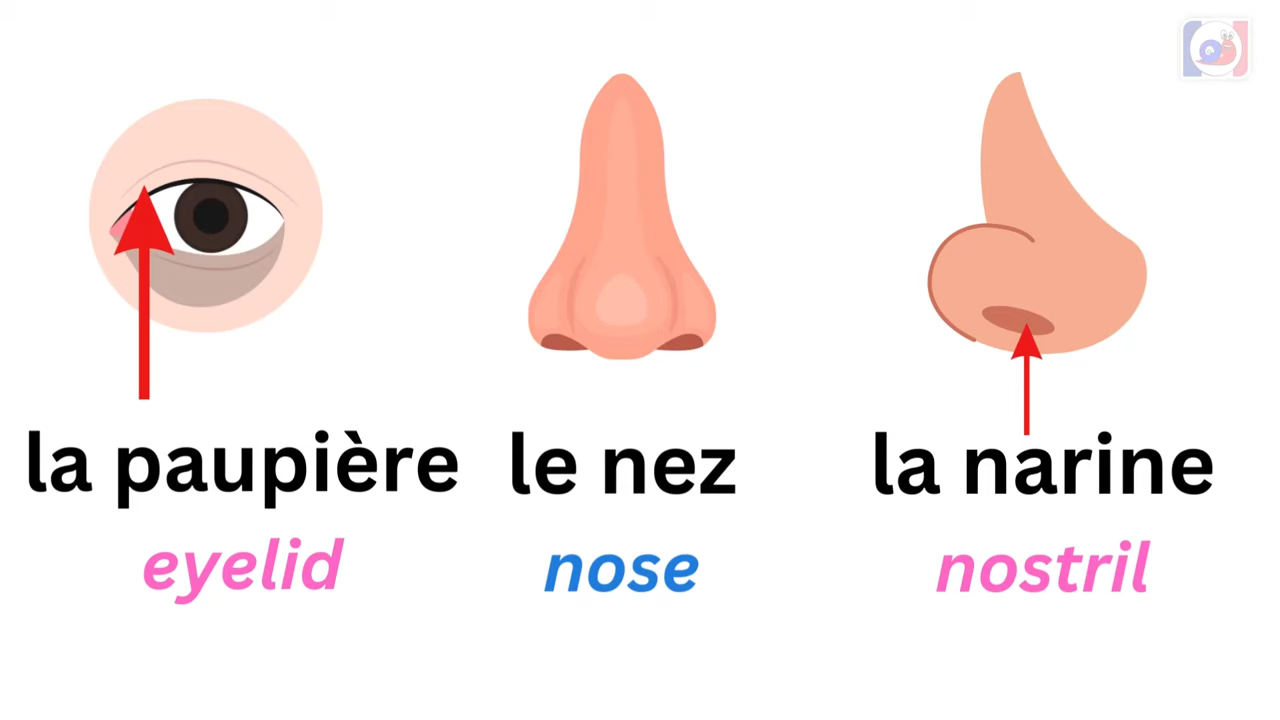 la paupière
eyelid
le nez
nose
la narine
nostril